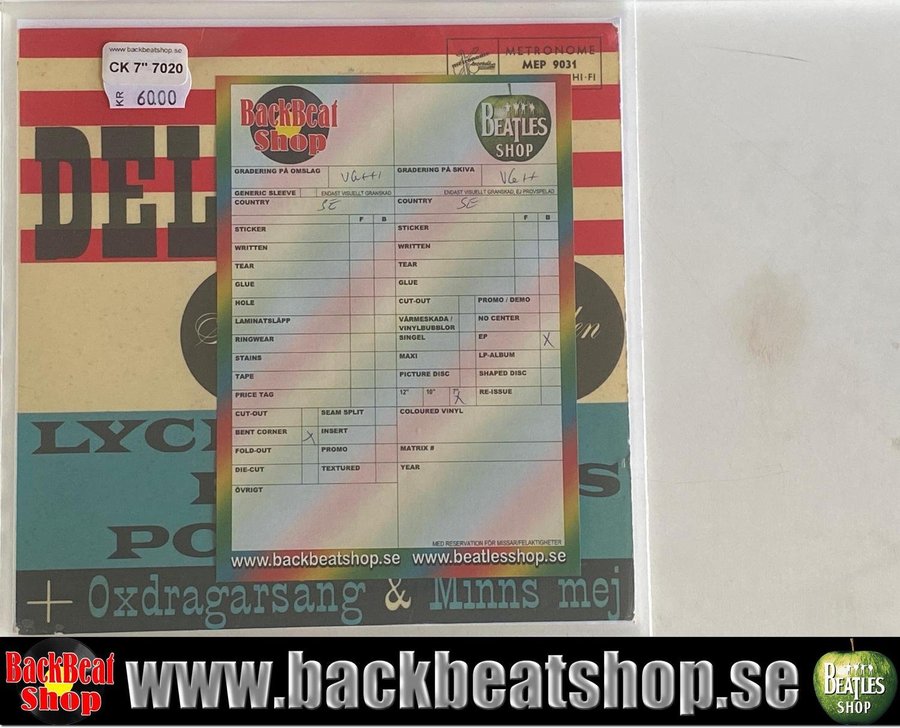 www.backbeatshop.se
CK 7" 7020
KR 60.00
METRONOME
MEP 9031
HI-FI
DEL
BackBeat
Shop
BEATLES
SHOP
GRADERING PÅ OMSLAG VG+++ GRADERING PÅ SKIVA VG++
GENERIC SLEEVE ENDAST VISUELLT GRANSKAD ENDAST VISUELLT GRANSKAD, EJ PROVSPELAD
COUNTRY SE COUNTRY SE
F B F B
STICKER STICKER
WRITTEN WRITTEN
TEAR TEAR
GLUE GLUE
HOLE CUT-OUT PROMO / DEMO
LAMINATSLÄPP VÄRMESKADA / VINYLBUBBLOR NO CENTER
RINGWEAR SINGEL EP X
STAINS MAXI LP-ALBUM
TAPE PICTURE DISC SHAPED DISC
PRICE TAG 12" 10" 7" X RE-ISSUE
CUT-OUT SEAM SPLIT COLOURED VINYL
BENT CORNER X INSERT
FOLD-OUT PROMO MATRIX #
DIE-CUT TEXTURED YEAR
ÖVRIGT
MED RESERVATION FÖR MISSAR/FELAKTIGHETER
www.backbeatshop.se www.beatlesshop.se
en
LYC
S
PO
+ Oxdragarsång & Minns mej
BackBeat
Shop
www.backbeatshop.se
BEATLES
SHOP